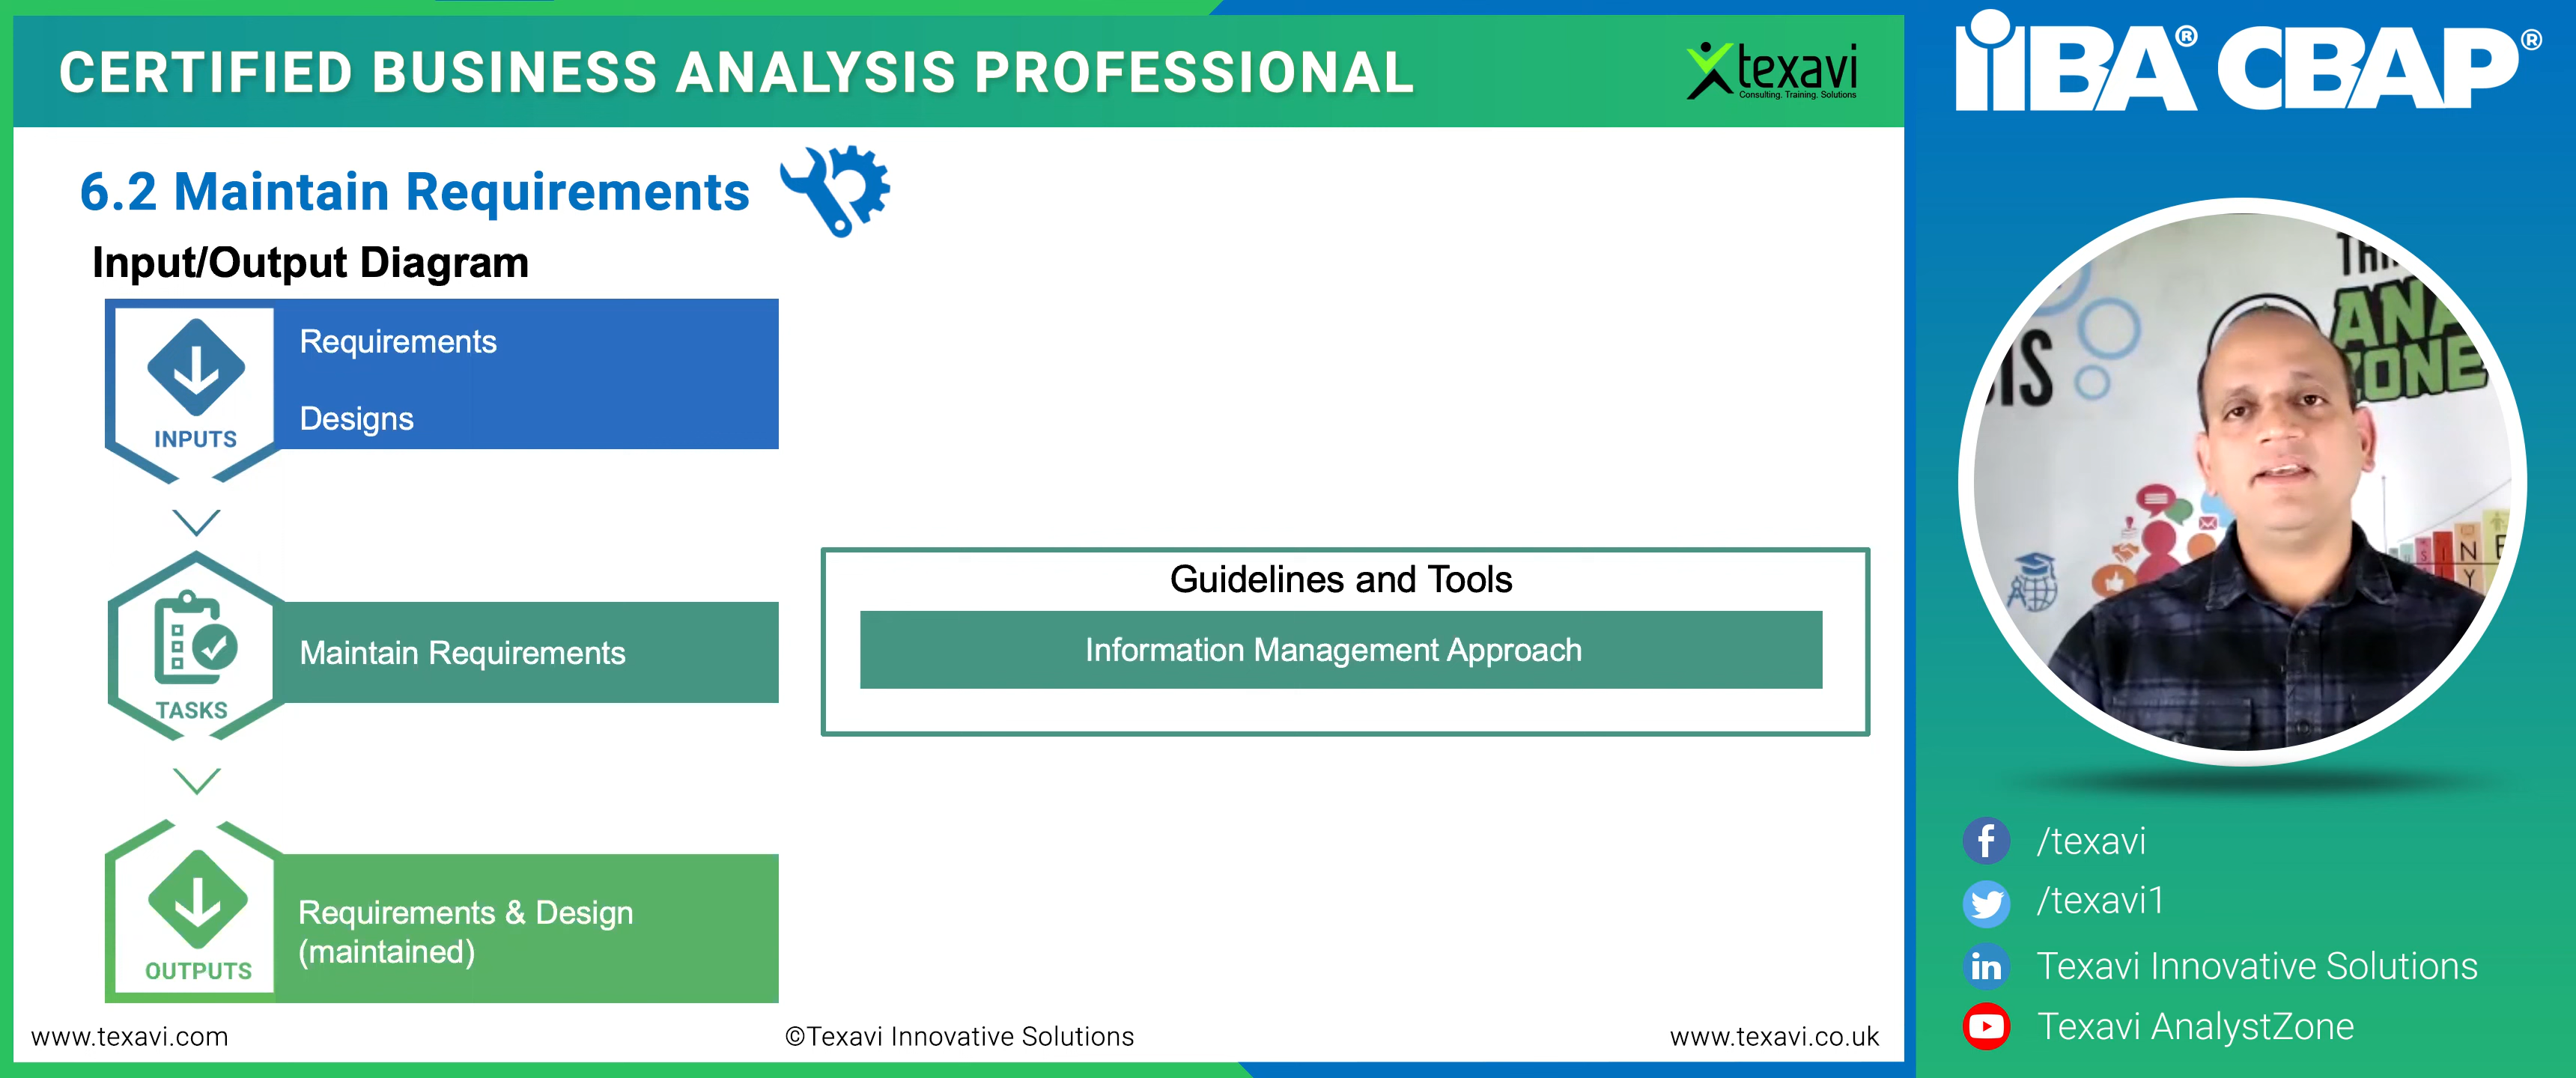 CERTIFIED BUSINESS ANALYSIS PROFESSIONAL
texavi
Consulting. Training. Solutions
iiBA® CBAP®
6.2 Maintain Requirements
Input/Output Diagram
INPUTS
Requirements
Designs
TASKS
Maintain Requirements
Guidelines and Tools
Information Management Approach
OUTPUTS
Requirements & Design
(maintained)
www.texavi.com
©Texavi Innovative Solutions
www.texavi.co.uk
ZONE
/texavi
/texavi1
in
Texavi Innovative Solutions
Texavi AnalystZone